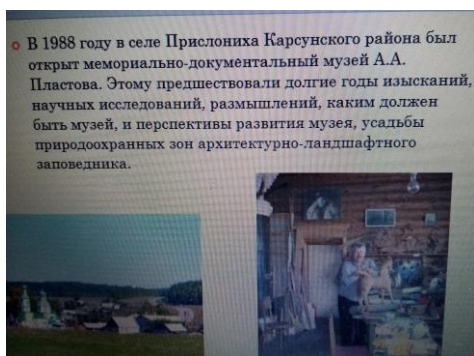 В 1988 году в селе Прислониха Карсунского района был
открыт мемориально-документальный музей А.А.
Пластова. Этому предшествовали долгие годы изысканий,
научных исследований, размышлений, каким должен
быть музей, и перспективы развития музея, усадьбы
природоохранных зон архитектурно-ландшафтного
заповедника.